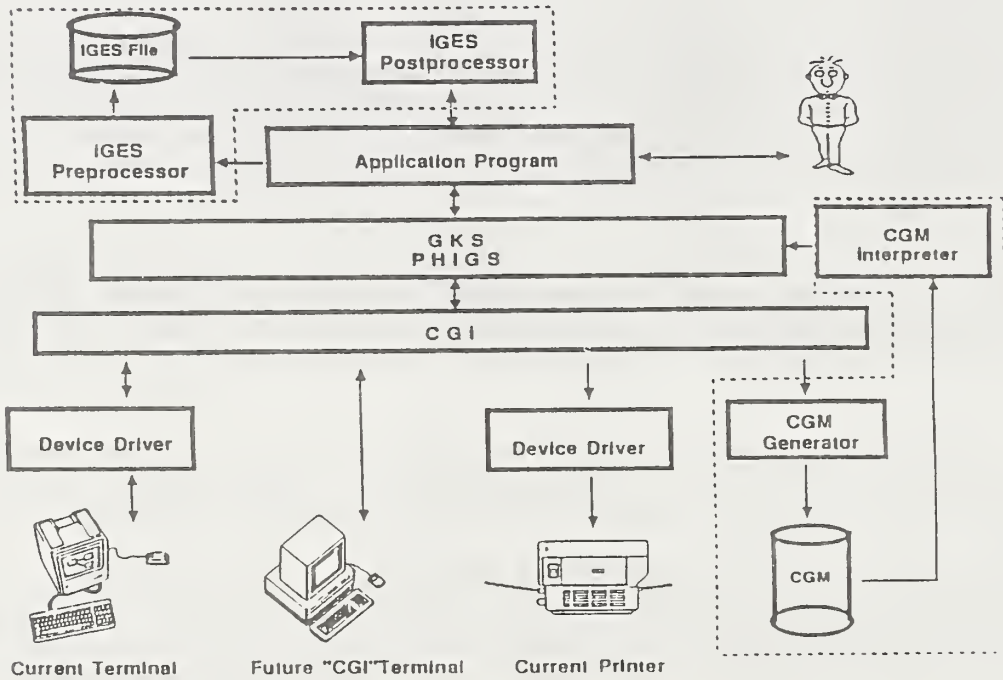 IGES File
IGES
Postprocessor
IGES
Preprocessor
Application Program
GKS
PHIGS
CGM
Interpreter
CGI
Device Driver
Device Driver
CGM
Generator
CGM
Current Terminal
Future "CGI" Terminal
Current Printer